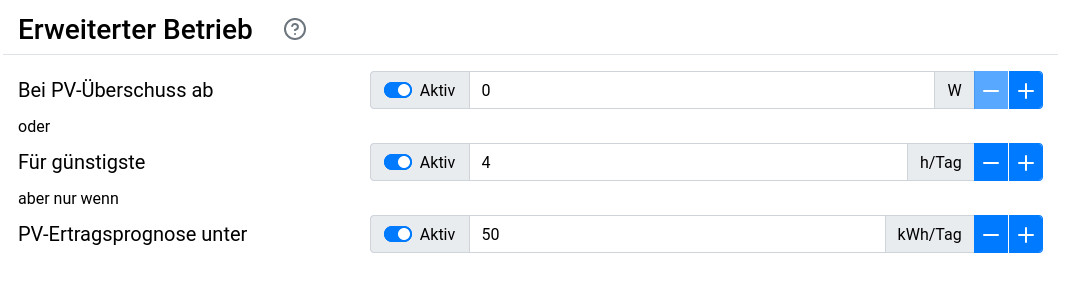 Erweiterter Betrieb ?
Bei PV-Überschuss ab Aktiv 0 W − +
oder
Für günstigste Aktiv 4 h/Tag − +
aber nur wenn
PV-Ertragsprognose unter Aktiv 50 kWh/Tag − +